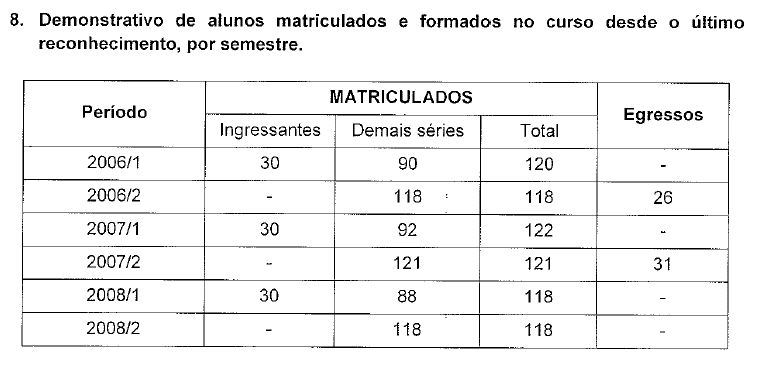 8. Demonstrativo de alunos matriculados e formados no curso desde o último
reconhecimento, por semestre.
Período MATRICULADOS Egressos
Ingressantes Demais séries Total
2006/1 30 90 120 -
2006/2 - 118 118 26
2007/1 30 92 122 -
2007/2 - 121 121 31
2008/1 30 88 118 -
2008/2 - 118 118 -